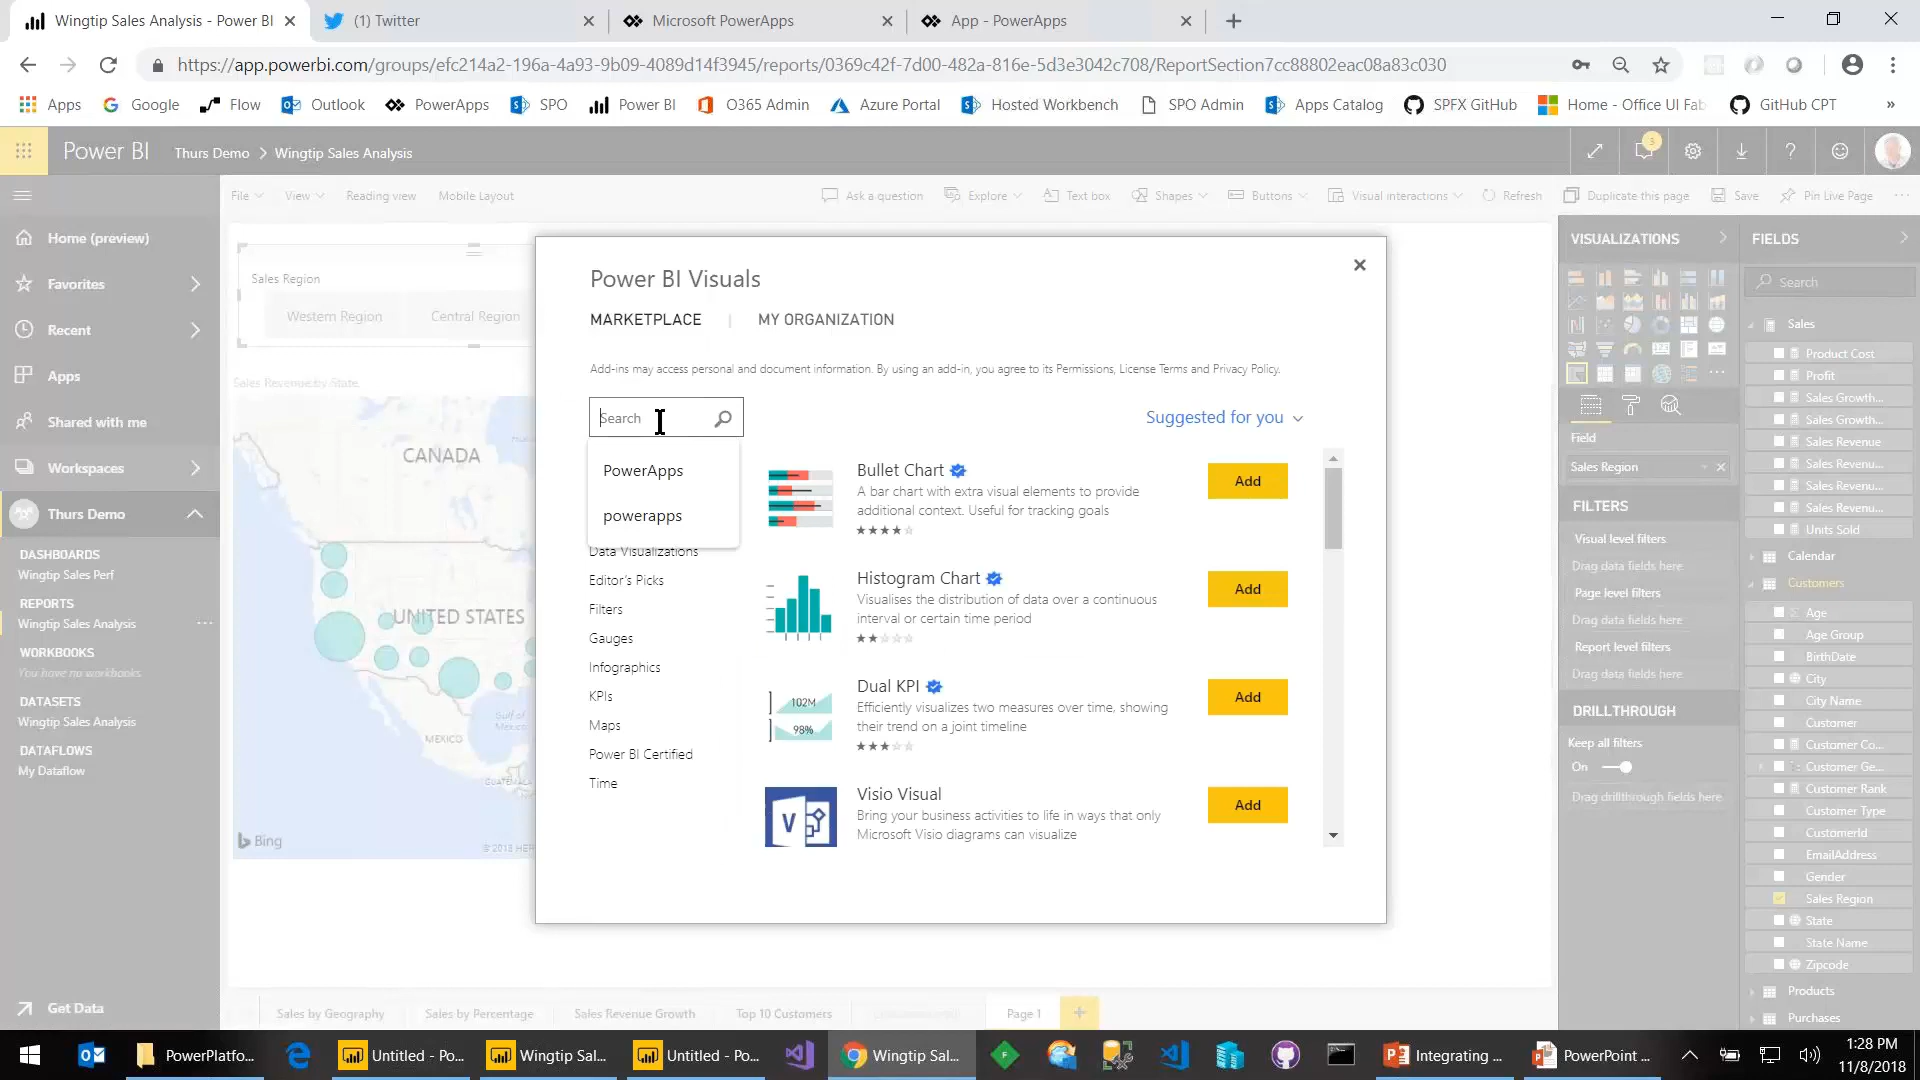 Wingtip Sales Analysis - Power BI
(1) Twitter
Microsoft PowerApps
App - PowerApps
https://app.powerbi.com/groups/efc214a2-196a-4a93-9b09-4089d14f3945/reports/0369c42f-7d00-482a-816e-5d3e3042c708/ReportSection7cc88802eac08a83c030
Apps
Google
Flow
Outlook
PowerApps
SPO
Power BI
O365 Admin
Azure Portal
Hosted Workbench
SPO Admin
Apps Catalog
SPFX GitHub
Home - Office UI Fab
GitHub CPT
»
Power BI
Thurs Demo > Wingtip Sales Analysis
File
View
Reading view
Mobile Layout
Ask a question
Explore
Text box
Shapes
Buttons
Visual interactions
Refresh
Duplicate this page
Save
Pin Live Page
Home (preview)
Favorites
Recent
Apps
Shared with me
Workspaces
Thurs Demo
DASHBOARDS
Wingtip Sales Perf
REPORTS
Wingtip Sales Analysis
WORKBOOKS
You have no workbooks
DATASETS
Wingtip Sales Analysis
DATAFLOWS
My Dataflow
Get Data
Sales Region
Western Region
Central Region
Sales Revenue by State
CANADA
UNITED STATES
Gulf of
Mexico
MEXICO
Bing
Power BI Visuals
MARKETPLACE | MY ORGANIZATION
Add-ins may access personal and document information. By using an add-in, you agree to its Permissions, License Terms and Privacy Policy.
Search
Suggested for you
PowerApps
powerapps
Data Visualizations
Editor's Picks
Filters
Gauges
Infographics
KPIs
Maps
Power BI Certified
Time
Bullet Chart
A bar chart with extra visual elements to provide
additional context. Useful for tracking goals
Add
Histogram Chart
Visualises the distribution of data over a continuous
interval or certain time period
Add
102M
98%
Dual KPI
Efficiently visualizes two measures over time, showing
their trend on a joint timeline
Add
Visio Visual
Bring your business activities to life in ways that only
Microsoft Visio diagrams can visualize
Add
VISUALIZATIONS
Field
Sales Region
FILTERS
Visual level filters
Drag data fields here
Page level filters
Drag data fields here
Report level filters
Drag data fields here
DRILLTHROUGH
Keep all filters
On
Drag drillthrough fields here
FIELDS
Search
Sales
Product Cost
Profit
Sales Growth...
Sales Growth...
Sales Revenue
Sales Revenu...
Sales Revenu...
Sales Revenu...
Units Sold
Calendar
Customers
Age
Age Group
BirthDate
City
City Name
Customer
Customer Co...
Customer Ge...
Customer Rank
Customer Type
CustomerId
EmailAddress
Gender
Sales Region
State
State Name
Zipcode
Products
Purchases
Sales by Geography
Sales by Percentage
Sales Revenue Growth
Top 10 Customers
Page 1
PowerPlatfo...
Untitled - Po...
Wingtip Sal...
Untitled - Po...
Wingtip Sal...
Integrating ...
PowerPoint ...
1:28 PM
11/8/2018